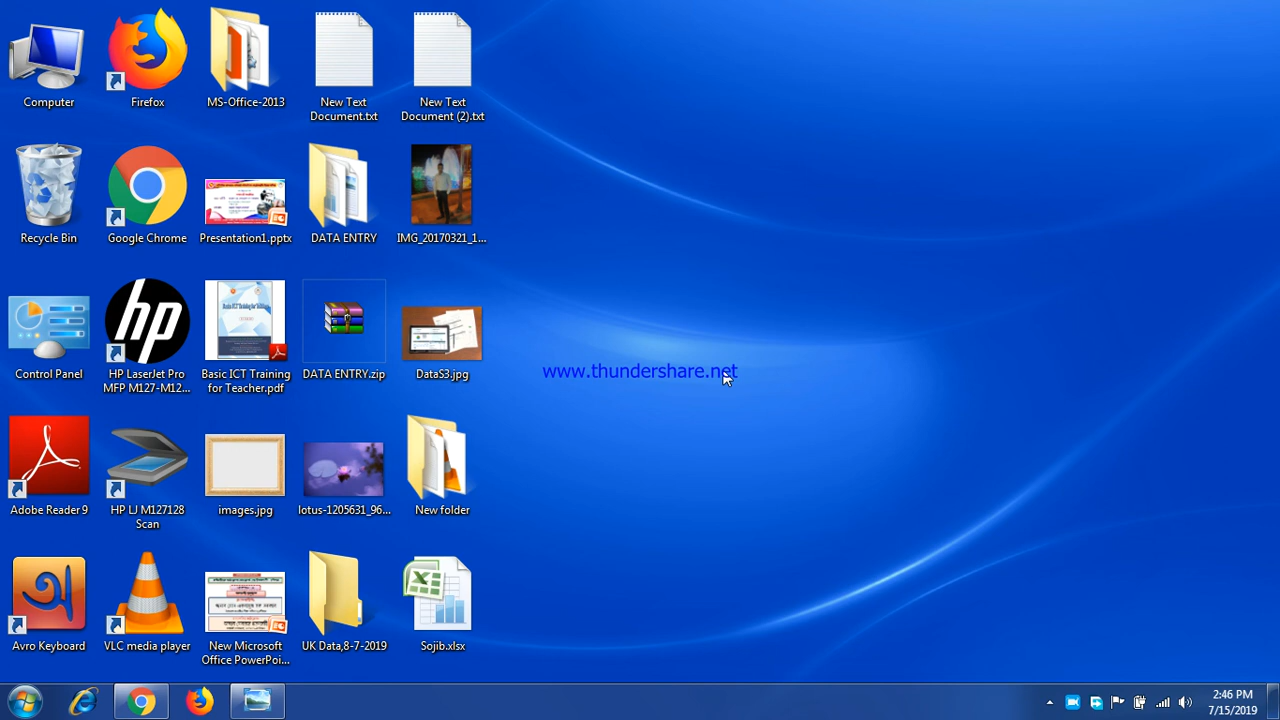 Computer
Firefox
MS-Office-2013
New Text
Document.txt
New Text
Document (2).txt
Recycle Bin
Google Chrome
Presentation1.pptx
DATA ENTRY
IMG_20170321_1...
Control Panel
HP LaserJet Pro
MFP M127-M12...
Basic ICT Training
for Teacher.pdf
DATA ENTRY.zip
DataS3.jpg
www.thundershare.net
Adobe Reader 9
HP LJ M127128
Scan
images.jpg
lotus-1205631_96...
New folder
Avro Keyboard
VLC media player
New Microsoft
Office PowerPoi...
UK Data,8-7-2019
Sojib.xlsx
2:46 PM
7/15/2019